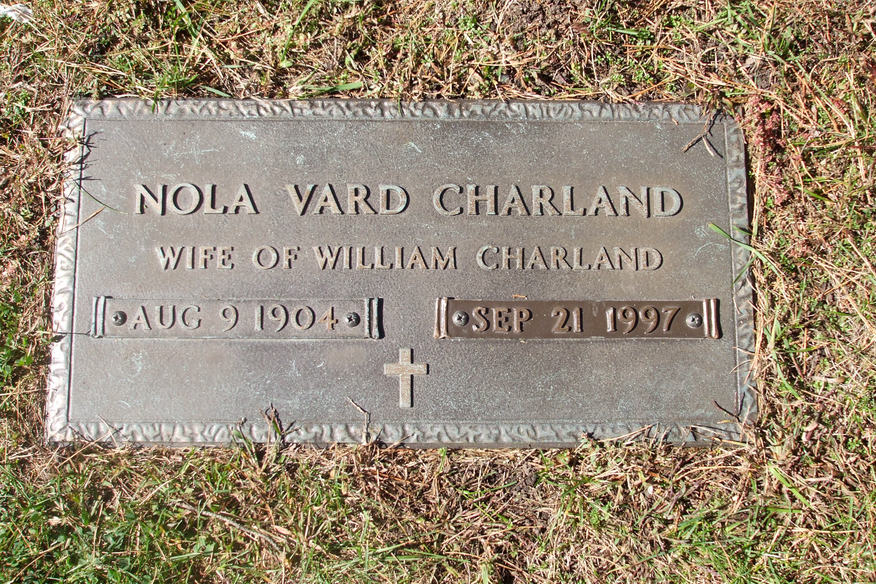 NOLA VARD CHARLAND
WIFE OF WILLIAM CHARLAND
AUG 9 1904 SEP 21 1997